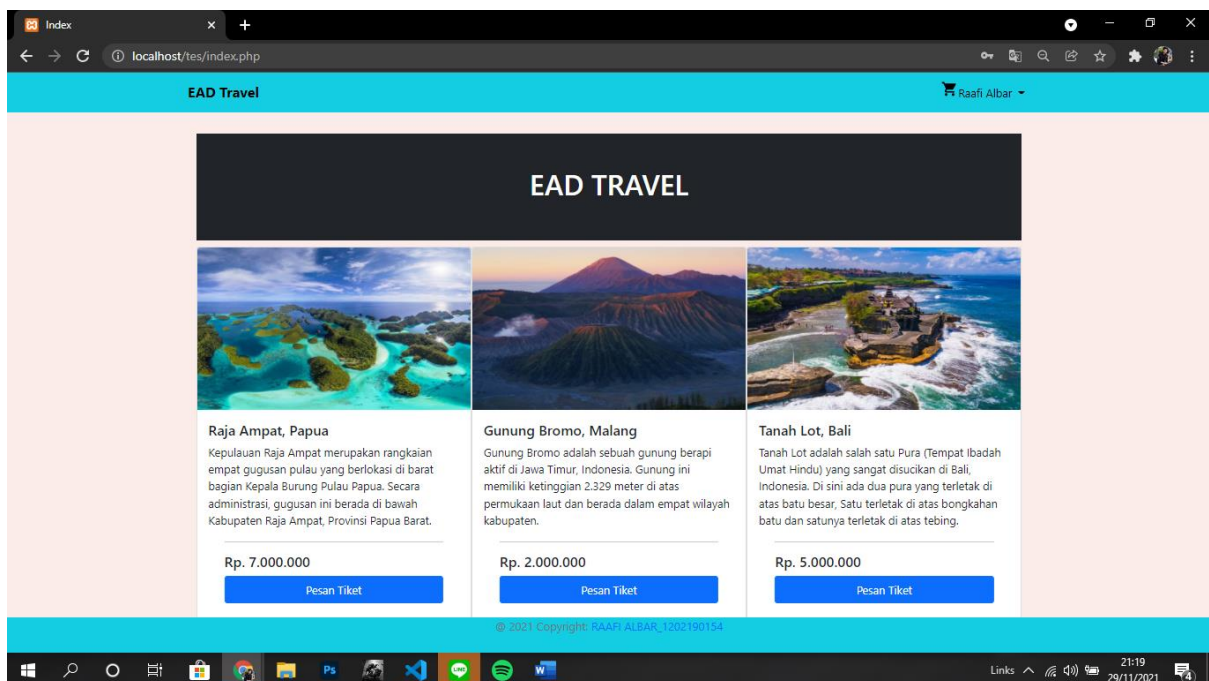 Index
localhost/tes/index.php
EAD Travel
Raafi Albar
EAD TRAVEL
Raja Ampat, Papua
Kepulauan Raja Ampat merupakan rangkaian
empat gugusan pulau yang berlokasi di barat
bagian Kepala Burung Pulau Papua. Secara
administrasi, gugusan ini berada di bawah
Kabupaten Raja Ampat, Provinsi Papua Barat.
Rp. 7.000.000
Pesan Tiket
Gunung Bromo, Malang
Gunung Bromo adalah sebuah gunung berapi
aktif di Jawa Timur, Indonesia. Gunung ini
memiliki ketinggian 2.329 meter di atas
permukaan laut dan berada dalam empat wilayah
kabupaten.
Rp. 2.000.000
Pesan Tiket
Tanah Lot, Bali
Tanah Lot adalah salah satu Pura (Tempat Ibadah
Umat Hindu) yang sangat disucikan di Bali,
Indonesia. Di sini ada dua pura yang terletak di
atas batu besar, Satu terletak di atas bongkahan
batu dan satunya terletak di atas tebing.
Rp. 5.000.000
Pesan Tiket
@ 2021 Copyright: RAAFI ALBAR_1202190154
Ps
LINE
W
Links
21:19
29/11/2021
4